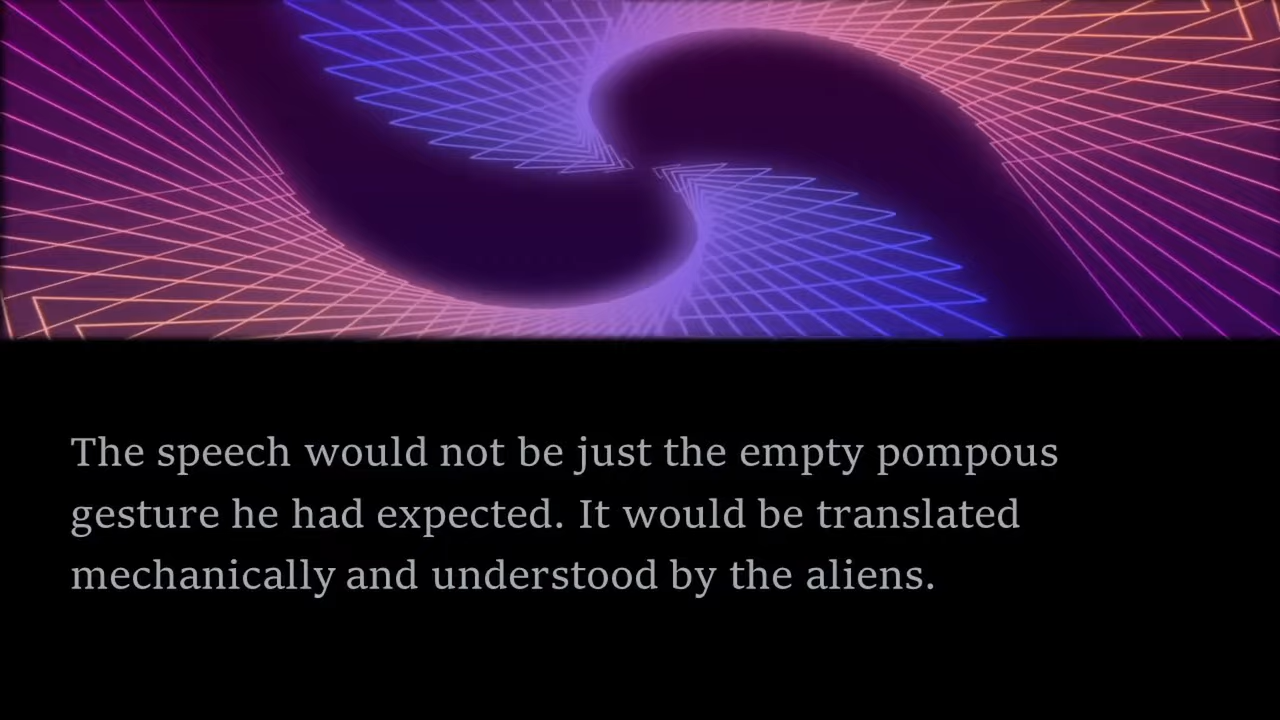 The speech would not be just the empty pompous
gesture he had expected. It would be translated
mechanically and understood by the aliens.